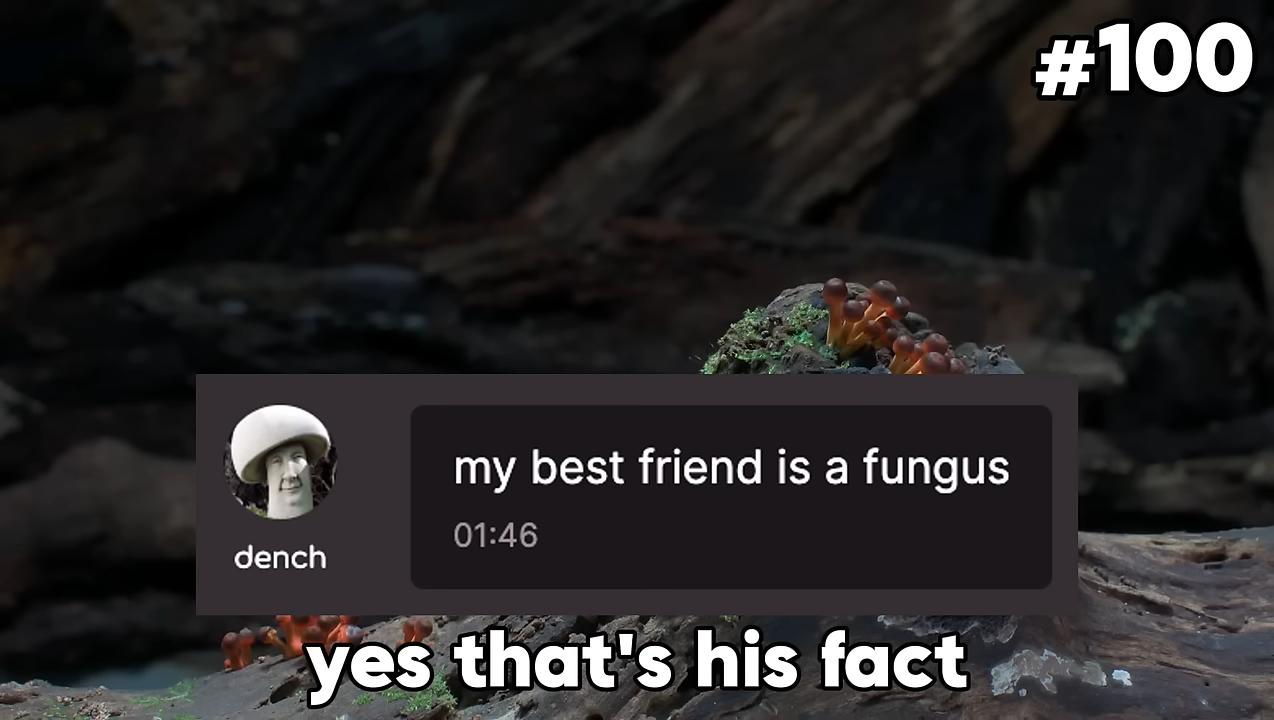 #100
my best friend is a fungus
01:46
dench
yes that's his fact